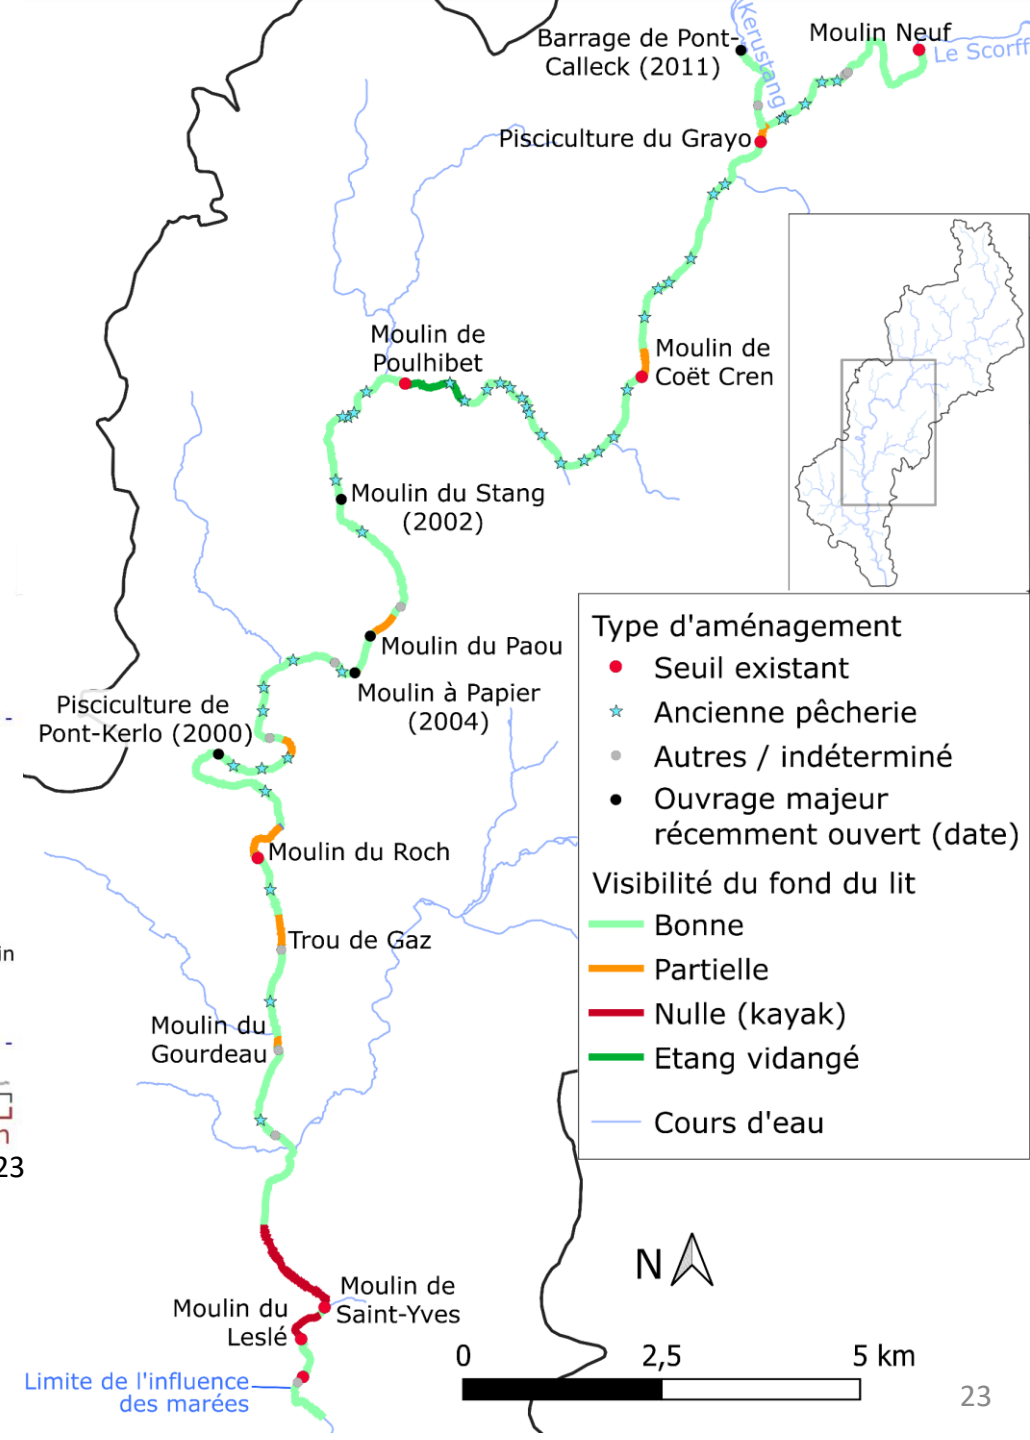 Kerustang
Barrage de Pont-
Calleck (2011)
Moulin Neuf
Le Scorff
Pisciculture du Grayo
Moulin de
Poulhibet
Moulin de
Coët Cren
Moulin du Stang
(2002)
Moulin du Paou
Moulin à Papier
(2004)
Pisciculture de
Pont-Kerlo (2000)
Moulin du Roch
Trou de Gaz
in
Moulin du
Gourdeau
23
Moulin de
Saint-Yves
Moulin du
Leslé
Limite de l'influence
des marées
Type d'aménagement
Seuil existant
Ancienne pêcherie
Autres / indéterminé
Ouvrage majeur
récemment ouvert (date)
Visibilité du fond du lit
Bonne
Partielle
Nulle (kayak)
Etang vidangé
Cours d'eau
N
0 2,5 5 km
23